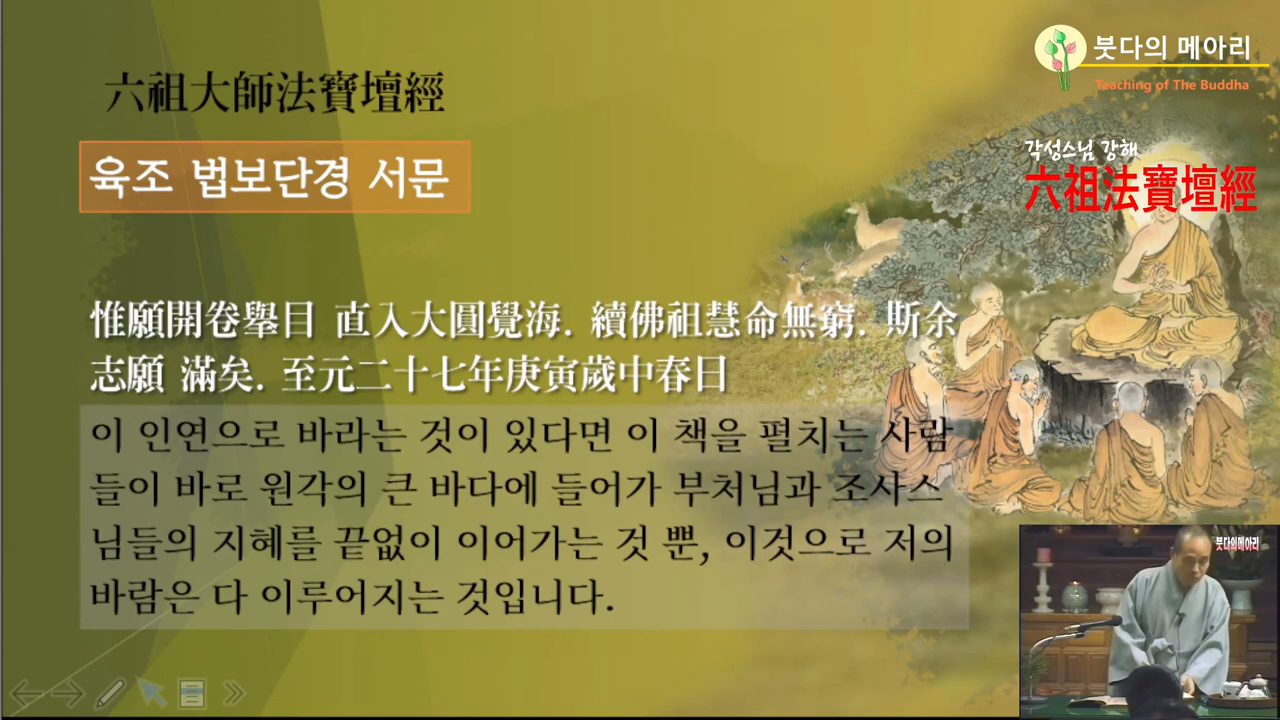 六祖大師法寶壇經
육조 법보단경 서문
惟願開卷擧目 直入大圓覺海. 續佛祖慧命無窮. 斯余
志願 滿矣. 至元二十七年庚寅歲中春日
이 인연으로 바라는 것이 있다면 이 책을 펼치는 사람
들이 바로 원각의 큰 바다에 들어가 부처님과 조사스
님들의 지혜를 끝없이 이어가는 것 뿐, 이것으로 저의
바람은 다 이루어지는 것입니다.
붓다의 메아리
Teaching of The Buddha
각성스님 강해
六祖法寶壇經
붓다의메아리